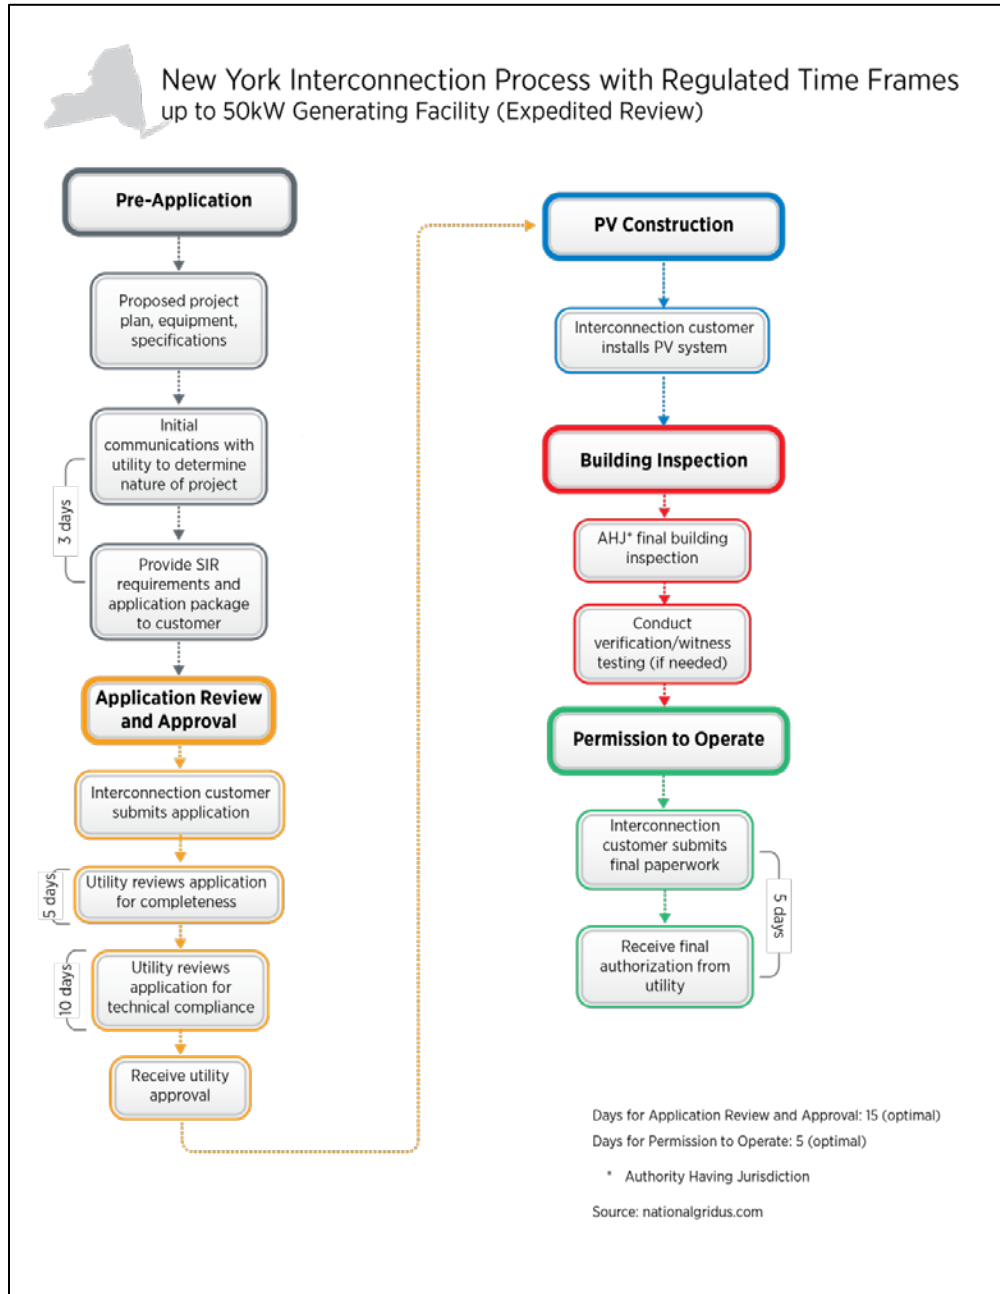 New York Interconnection Process with Regulated Time Frames
up to 50kW Generating Facility (Expedited Review)
Pre-Application
Proposed project
plan, equipment,
specifications
Initial
communications with
utility to determine
nature of project
3 days
Provide SIR
requirements and
application package
to customer
Application Review
and Approval
Interconnection customer
submits application
Utility reviews application
for completeness
5 days
Utility reviews
application for
technical compliance
10 days
Receive utility
approval
PV Construction
Interconnection customer
installs PV system
Building Inspection
AHJ* final building
inspection
Conduct
verification/witness
testing (if needed)
Permission to Operate
Interconnection
customer submits
final paperwork
5 days
Receive final
authorization from
utility
Days for Application Review and Approval: 15 (optimal)
Days for Permission to Operate: 5 (optimal)
* Authority Having Jurisdiction
Source: nationalgridus.com